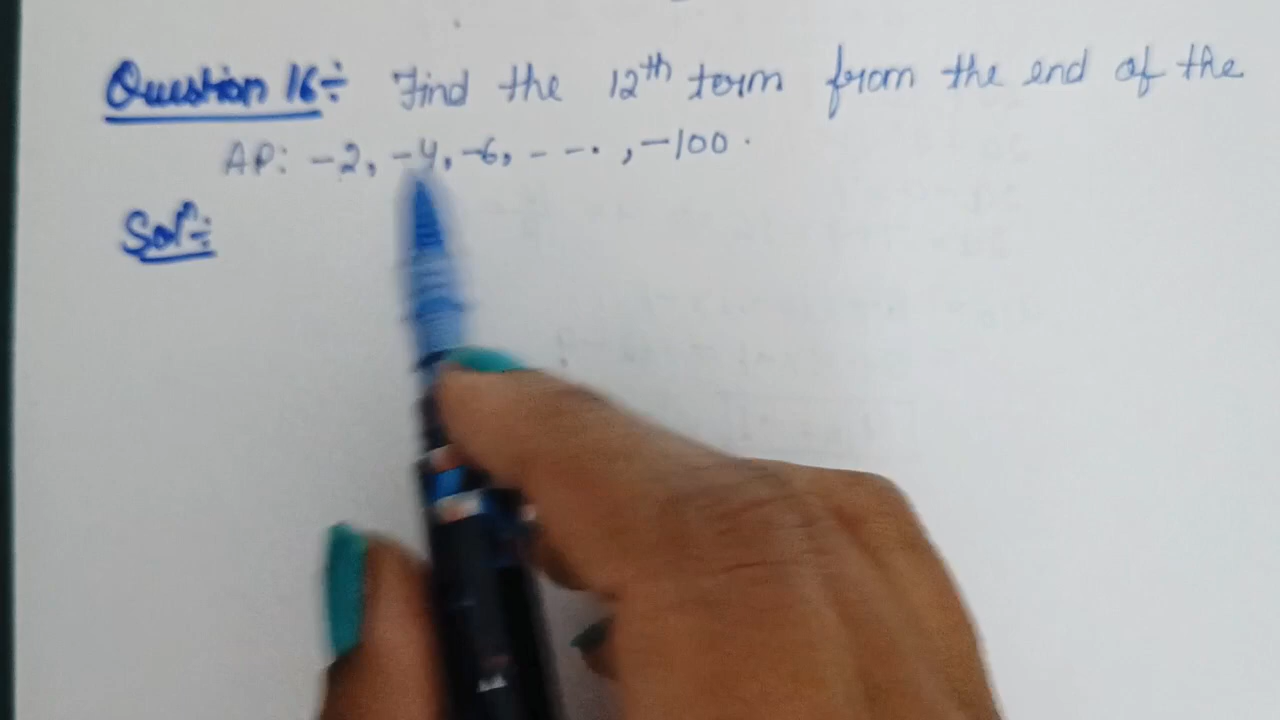 Question 16÷ Find the 12th term from the end of the
AP: -2, -4, -6, - - - . , -100 .
Sol^n÷